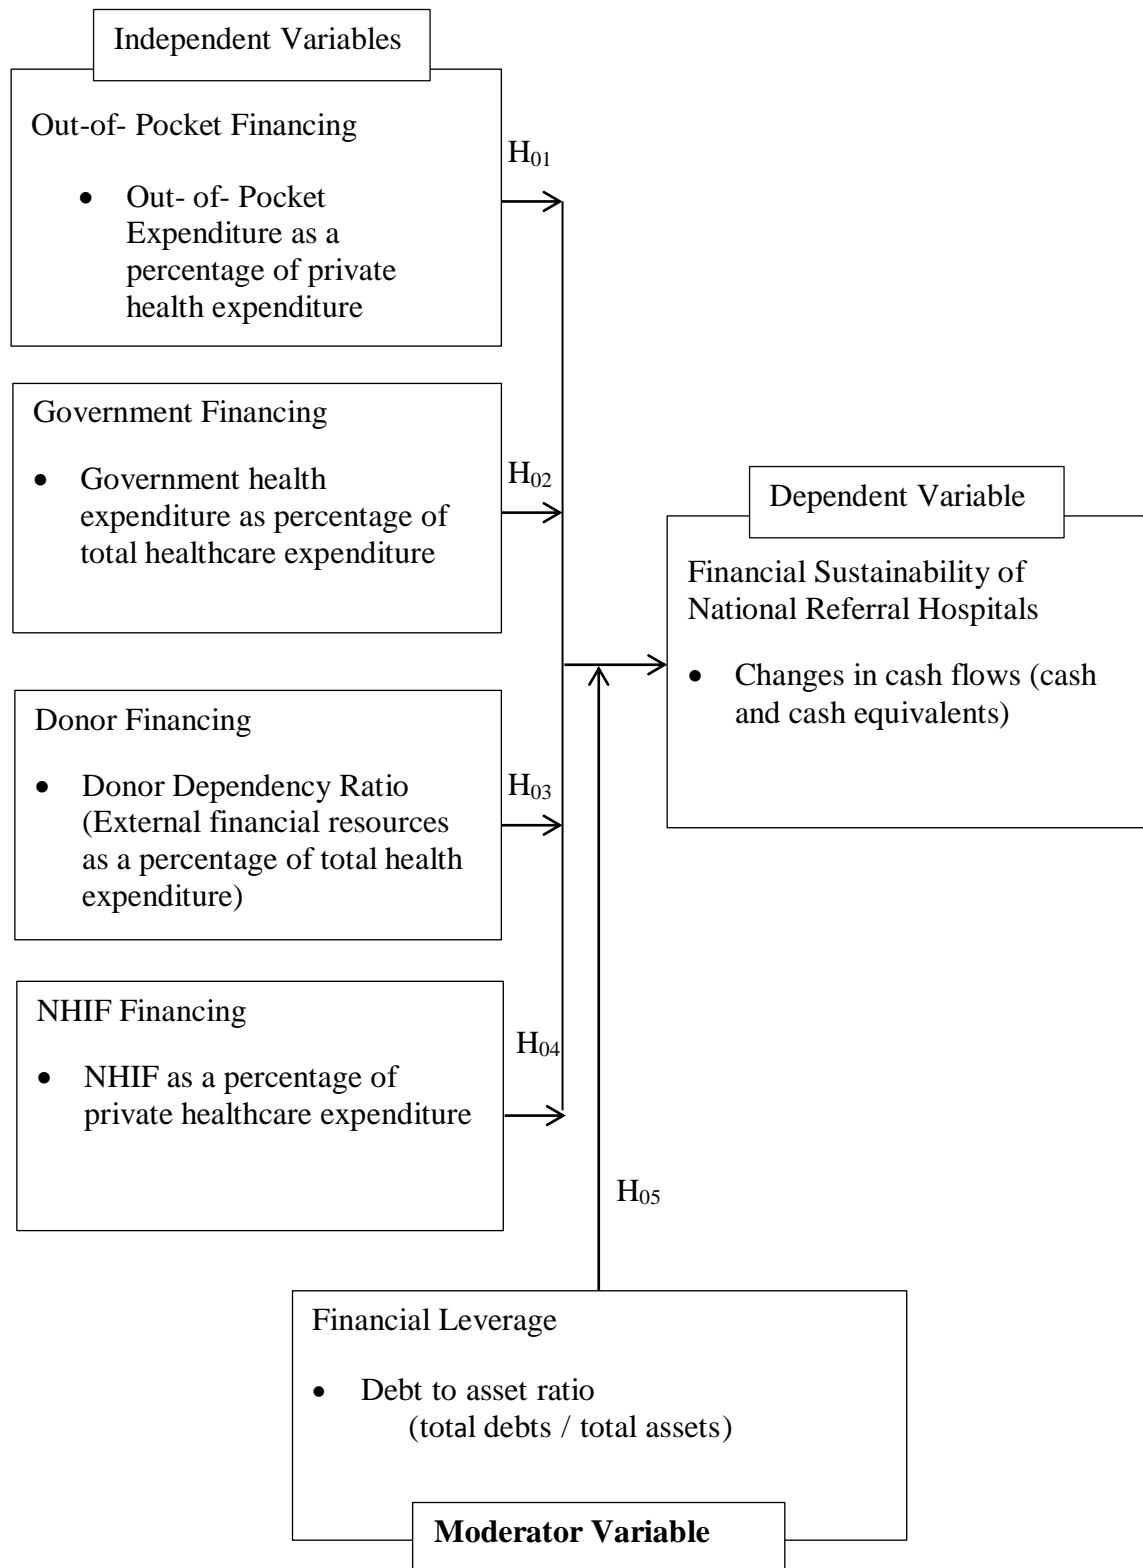 Independent Variables
Out-of- Pocket Financing
H01
• Out- of- Pocket
Expenditure as a
percentage of private
health expenditure
Government Financing
• Government health
expenditure as percentage of
total healthcare expenditure
H02
Donor Financing
• Donor Dependency Ratio
(External financial resources
as a percentage of total health
expenditure)
H03
NHIF Financing
• NHIF as a percentage of
private healthcare expenditure
H04
Dependent Variable
Financial Sustainability of
National Referral Hospitals
• Changes in cash flows (cash
and cash equivalents)
H05
Financial Leverage
• Debt to asset ratio
(total debts / total assets)
Moderator Variable